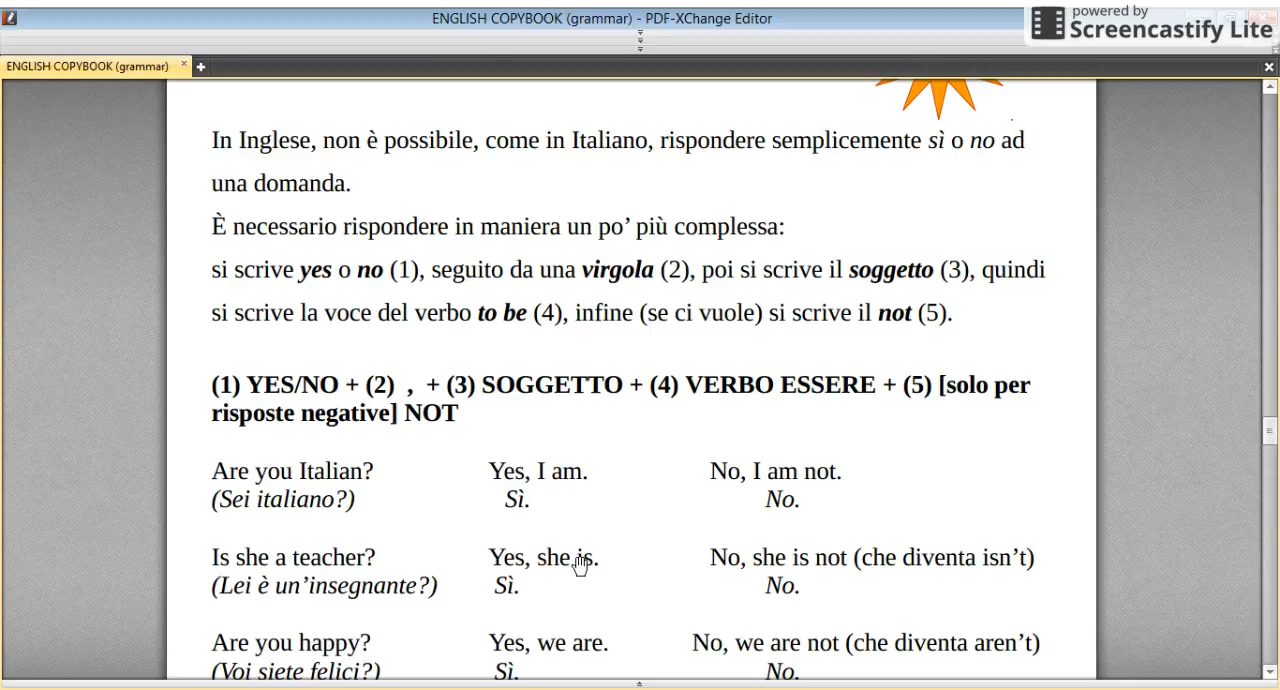 ENGLISH COPYBOOK (grammar) - PDF-XChange Editor
powered by
Screencastify Lite
ENGLISH COPYBOOK (grammar)
In Inglese, non è possibile, come in Italiano, rispondere semplicemente sì o no ad
una domanda.
È necessario rispondere in maniera un po’ più complessa:
si scrive yes o no (1), seguito da una virgola (2), poi si scrive il soggetto (3), quindi
si scrive la voce del verbo to be (4), infine (se ci vuole) si scrive il not (5).
(1) YES/NO + (2) , + (3) SOGGETTO + (4) VERBO ESSERE + (5) [solo per
risposte negative] NOT
Are you Italian? Yes, I am. No, I am not.
(Sei italiano?) Sì. No.
Is she a teacher? Yes, she is. No, she is not (che diventa isn’t)
(Lei è un’insegnante?) Sì. No.
Are you happy? Yes, we are. No, we are not (che diventa aren’t)
(Voi siete felici?) Sì. No.